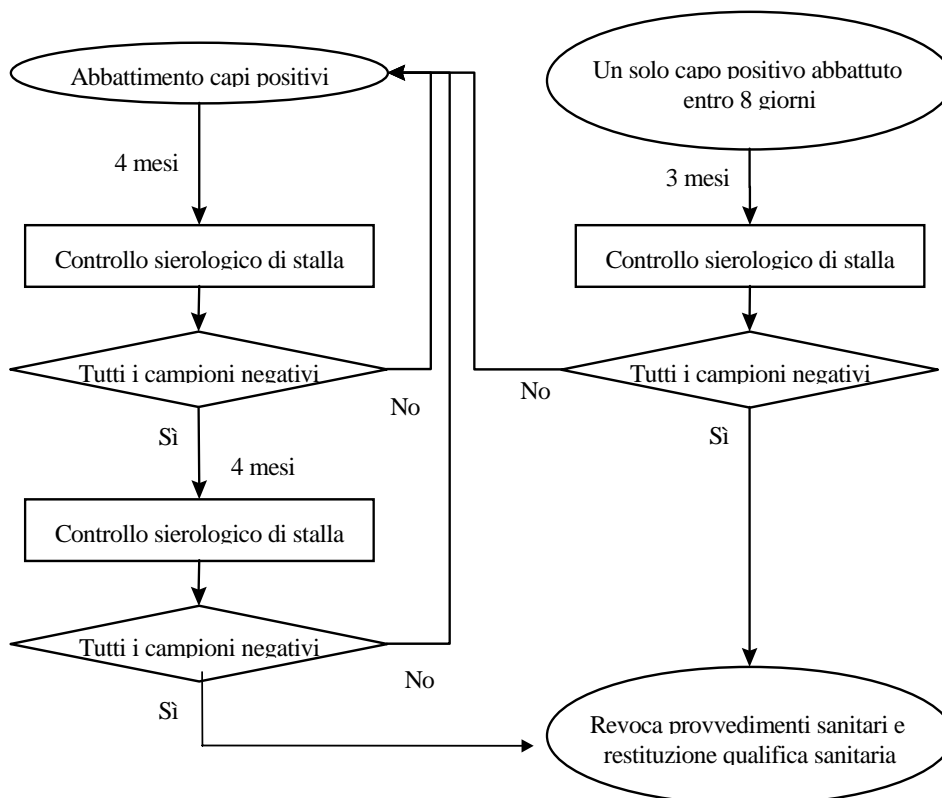 Abbattimento capi positivi
Un solo capo positivo abbattuto
entro 8 giorni
4 mesi
3 mesi
Controllo sierologico di stalla
Controllo sierologico di stalla
Tutti i campioni negativi
Tutti i campioni negativi
No
No
Sì
Sì
4 mesi
Controllo sierologico di stalla
Tutti i campioni negativi
No
Sì
Revoca provvedimenti sanitari e
restituzione qualifica sanitaria